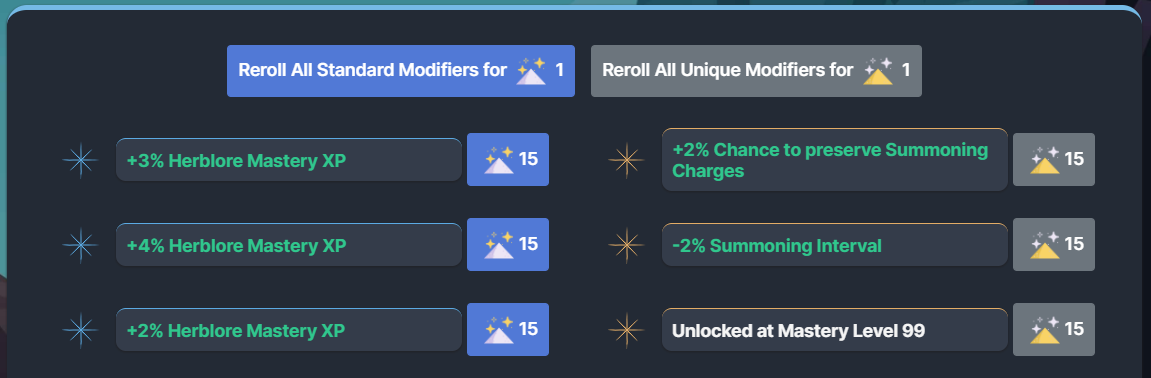 Reroll All Standard Modifiers for 1
Reroll All Unique Modifiers for 1
+3% Herblore Mastery XP
15
+2% Chance to preserve Summoning
Charges
15
+4% Herblore Mastery XP
15
-2% Summoning Interval
15
+2% Herblore Mastery XP
15
Unlocked at Mastery Level 99
15